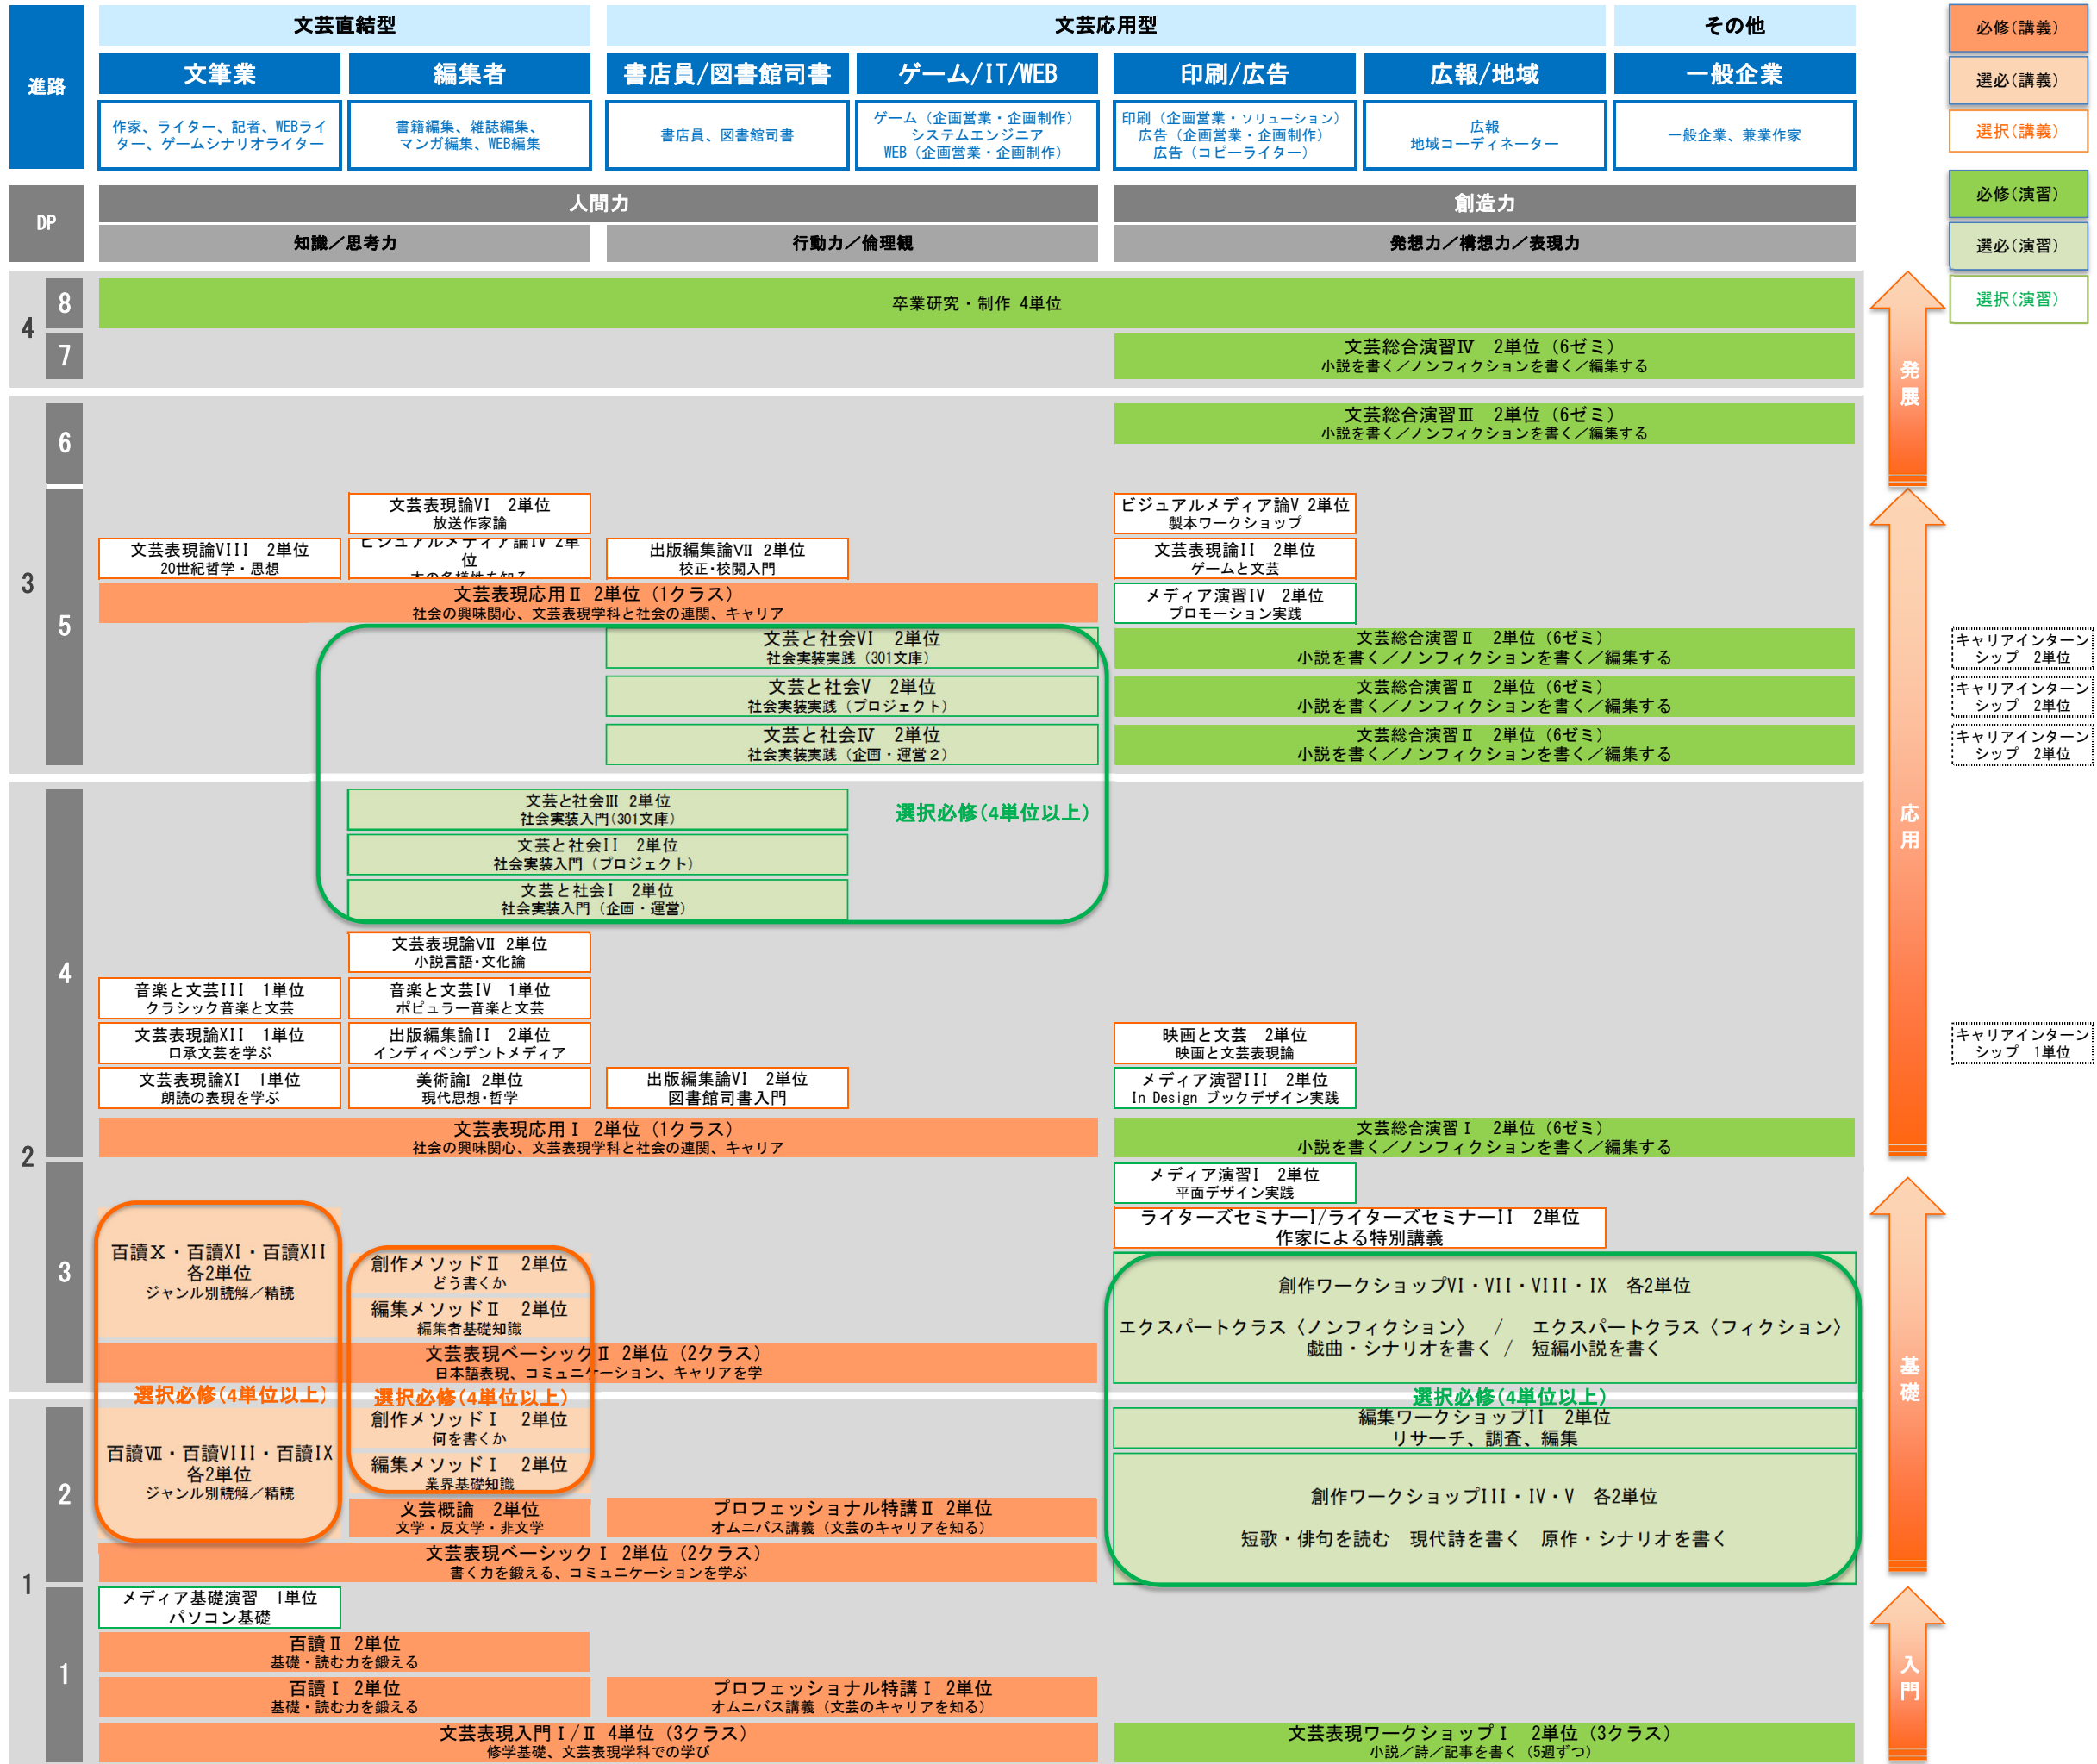 進路
文芸直結型
文芸応用型
その他
文筆業
編集者
書店員/図書館司書
ゲーム/IT/WEB
印刷/広告
広報/地域
一般企業
作家、ライター、記者、WEBライ
ター、ゲームシナリオライター
書籍編集、雑誌編集、
マンガ編集、WEB編集
書店員、図書館司書
ゲーム（企画営業・企画制作）
システムエンジニア
WEB（企画営業・企画制作）
印刷（企画営業・ソリューション）
広告（企画営業・企画制作）
広告（コピーライター）
広報
地域コーディネーター
一般企業、兼業作家
必修(講義)
選必(講義)
選択(講義)
必修(演習)
選必(演習)
選択(演習)
DP
人間力
創造力
知識／思考力
行動力／倫理観
発想力／構想力／表現力
4
8
卒業研究・制作 4単位
7
文芸総合演習Ⅳ 2単位（6ゼミ）
小説を書く／ノンフィクションを書く／編集する
発展
3
6
文芸総合演習Ⅲ 2単位（6ゼミ）
小説を書く／ノンフィクションを書く／編集する
5
文芸表現論VI 2単位
放送作家論
ビジュアルメディア論V 2単位
製本ワークショップ
文芸表現論VIII 2単位
20世紀哲学・思想
ビジュアルメディア論IV 2単
位
本の多様性を知る
出版編集論VII 2単位
校正・校閲入門
文芸表現論II 2単位
ゲームと文芸
文芸表現応用Ⅱ 2単位（1クラス）
社会の興味関心、文芸表現学科と社会の連関、キャリア
メディア演習IV 2単位
プロモーション実践
文芸と社会VI 2単位
社会実装実践（301文庫）
文芸総合演習Ⅱ 2単位（6ゼミ）
小説を書く／ノンフィクションを書く／編集する
キャリアインターン
シップ 2単位
文芸と社会V 2単位
社会実装実践（プロジェクト）
文芸総合演習Ⅱ 2単位（6ゼミ）
小説を書く／ノンフィクションを書く／編集する
キャリアインターン
シップ 2単位
文芸と社会Ⅳ 2単位
社会実装実践（企画・運営２）
文芸総合演習Ⅱ 2単位（6ゼミ）
小説を書く／ノンフィクションを書く／編集する
キャリアインターン
シップ 2単位
応用
2
4
文芸と社会III 2単位
社会実装入門(301文庫)
選択必修(4単位以上)
文芸と社会II 2単位
社会実装入門（プロジェクト）
文芸と社会I 2単位
社会実装入門（企画・運営）
文芸表現論VII 2単位
小説言語・文化論
音楽と文芸III 1単位
クラシック音楽と文芸
音楽と文芸IV 1単位
ポピュラー音楽と文芸
文芸表現論XII 1単位
口承文芸を学ぶ
出版編集論II 2単位
インディペンデントメディア
映画と文芸 2単位
映画と文芸表現論
キャリアインターン
シップ 1単位
文芸表現論XI 1単位
朗読の表現を学ぶ
美術論I 2単位
現代思想・哲学
出版編集論VI 2単位
図書館司書入門
メディア演習III 2単位
In Design ブックデザイン実践
文芸表現応用Ⅰ 2単位（1クラス）
社会の興味関心、文芸表現学科と社会の連関、キャリア
文芸総合演習Ⅰ 2単位（6ゼミ）
小説を書く／ノンフィクションを書く／編集する
3
メディア演習I 2単位
平面デザイン実践
ライターズセミナーI/ライターズセミナーII 2単位
作家による特別講義
百讀Ⅹ・百讀XI・百讀XII
各2単位
ジャンル別読解／精読
創作メソッドⅡ 2単位
どう書くか
編集メソッドⅡ 2単位
編集者基礎知識
創作ワークショップVI・VII・VIII・IX 各2単位
エクスパートクラス〈ノンフィクション〉 / エクスパートクラス〈フィクション〉
戯曲・シナリオを書く / 短編小説を書く
文芸表現ベーシックⅡ 2単位（2クラス）
日本語表現、コミュニケーション、キャリアを学
選択必修(4単位以上)
選択必修(4単位以上)
選択必修(4単位以上)
基礎
1
2
百讀Ⅶ・百讀VIII・百讀IX
各2単位
ジャンル別読解／精読
創作メソッドⅠ 2単位
何を書くか
編集メソッドⅠ 2単位
業界基礎知識
編集ワークショップII 2単位
リサーチ、調査、編集
創作ワークショップIII・IV・V 各2単位
短歌・俳句を読む 現代詩を書く 原作・シナリオを書く
文芸概論 2単位
文学・反文学・非文学
プロフェッショナル特講Ⅱ 2単位
オムニバス講義（文芸のキャリアを知る）
文芸表現ベーシックⅠ 2単位（2クラス）
書く力を鍛える、コミュニケーションを学ぶ
1
メディア基礎演習 1単位
パソコン基礎
百讀Ⅱ 2単位
基礎・読む力を鍛える
百讀Ⅰ 2単位
基礎・読む力を鍛える
プロフェッショナル特講Ⅰ 2単位
オムニバス講義（文芸のキャリアを知る）
文芸表現入門Ⅰ/Ⅱ 4単位（3クラス）
修学基礎、文芸表現学科での学び
文芸表現ワークショップⅠ 2単位（3クラス）
小説／詩／記事を書く（5週ずつ）
入門